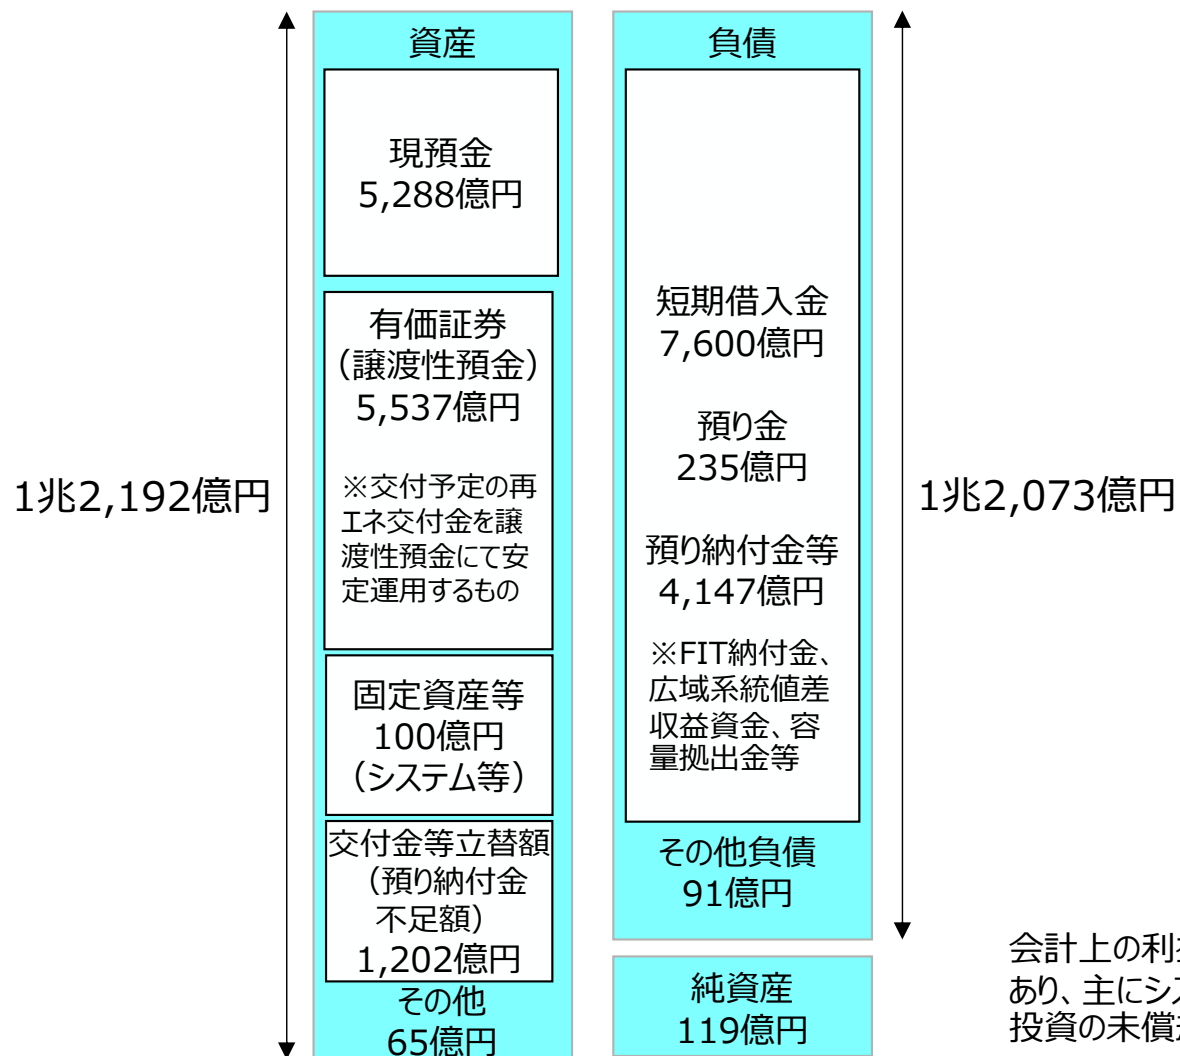 資産
現預金
5,288億円
有価証券
（譲渡性預金）
5,537億円
※交付予定の再
エネ交付金を譲
渡性預金にて安
定運用するもの
固定資産等
100億円
（システム等）
交付金等立替額
（預り納付金
不足額）
1,202億円
その他
65億円
1兆2,192億円
負債
短期借入金
7,600億円
預り金
235億円
預り納付金等
4,147億円
※FIT納付金、
広域系統値差
収益資金、容
量拠出金等
その他負債
91億円
純資産
119億円
1兆2,073億円
会計上の利
あり、主にシス
投資の未償